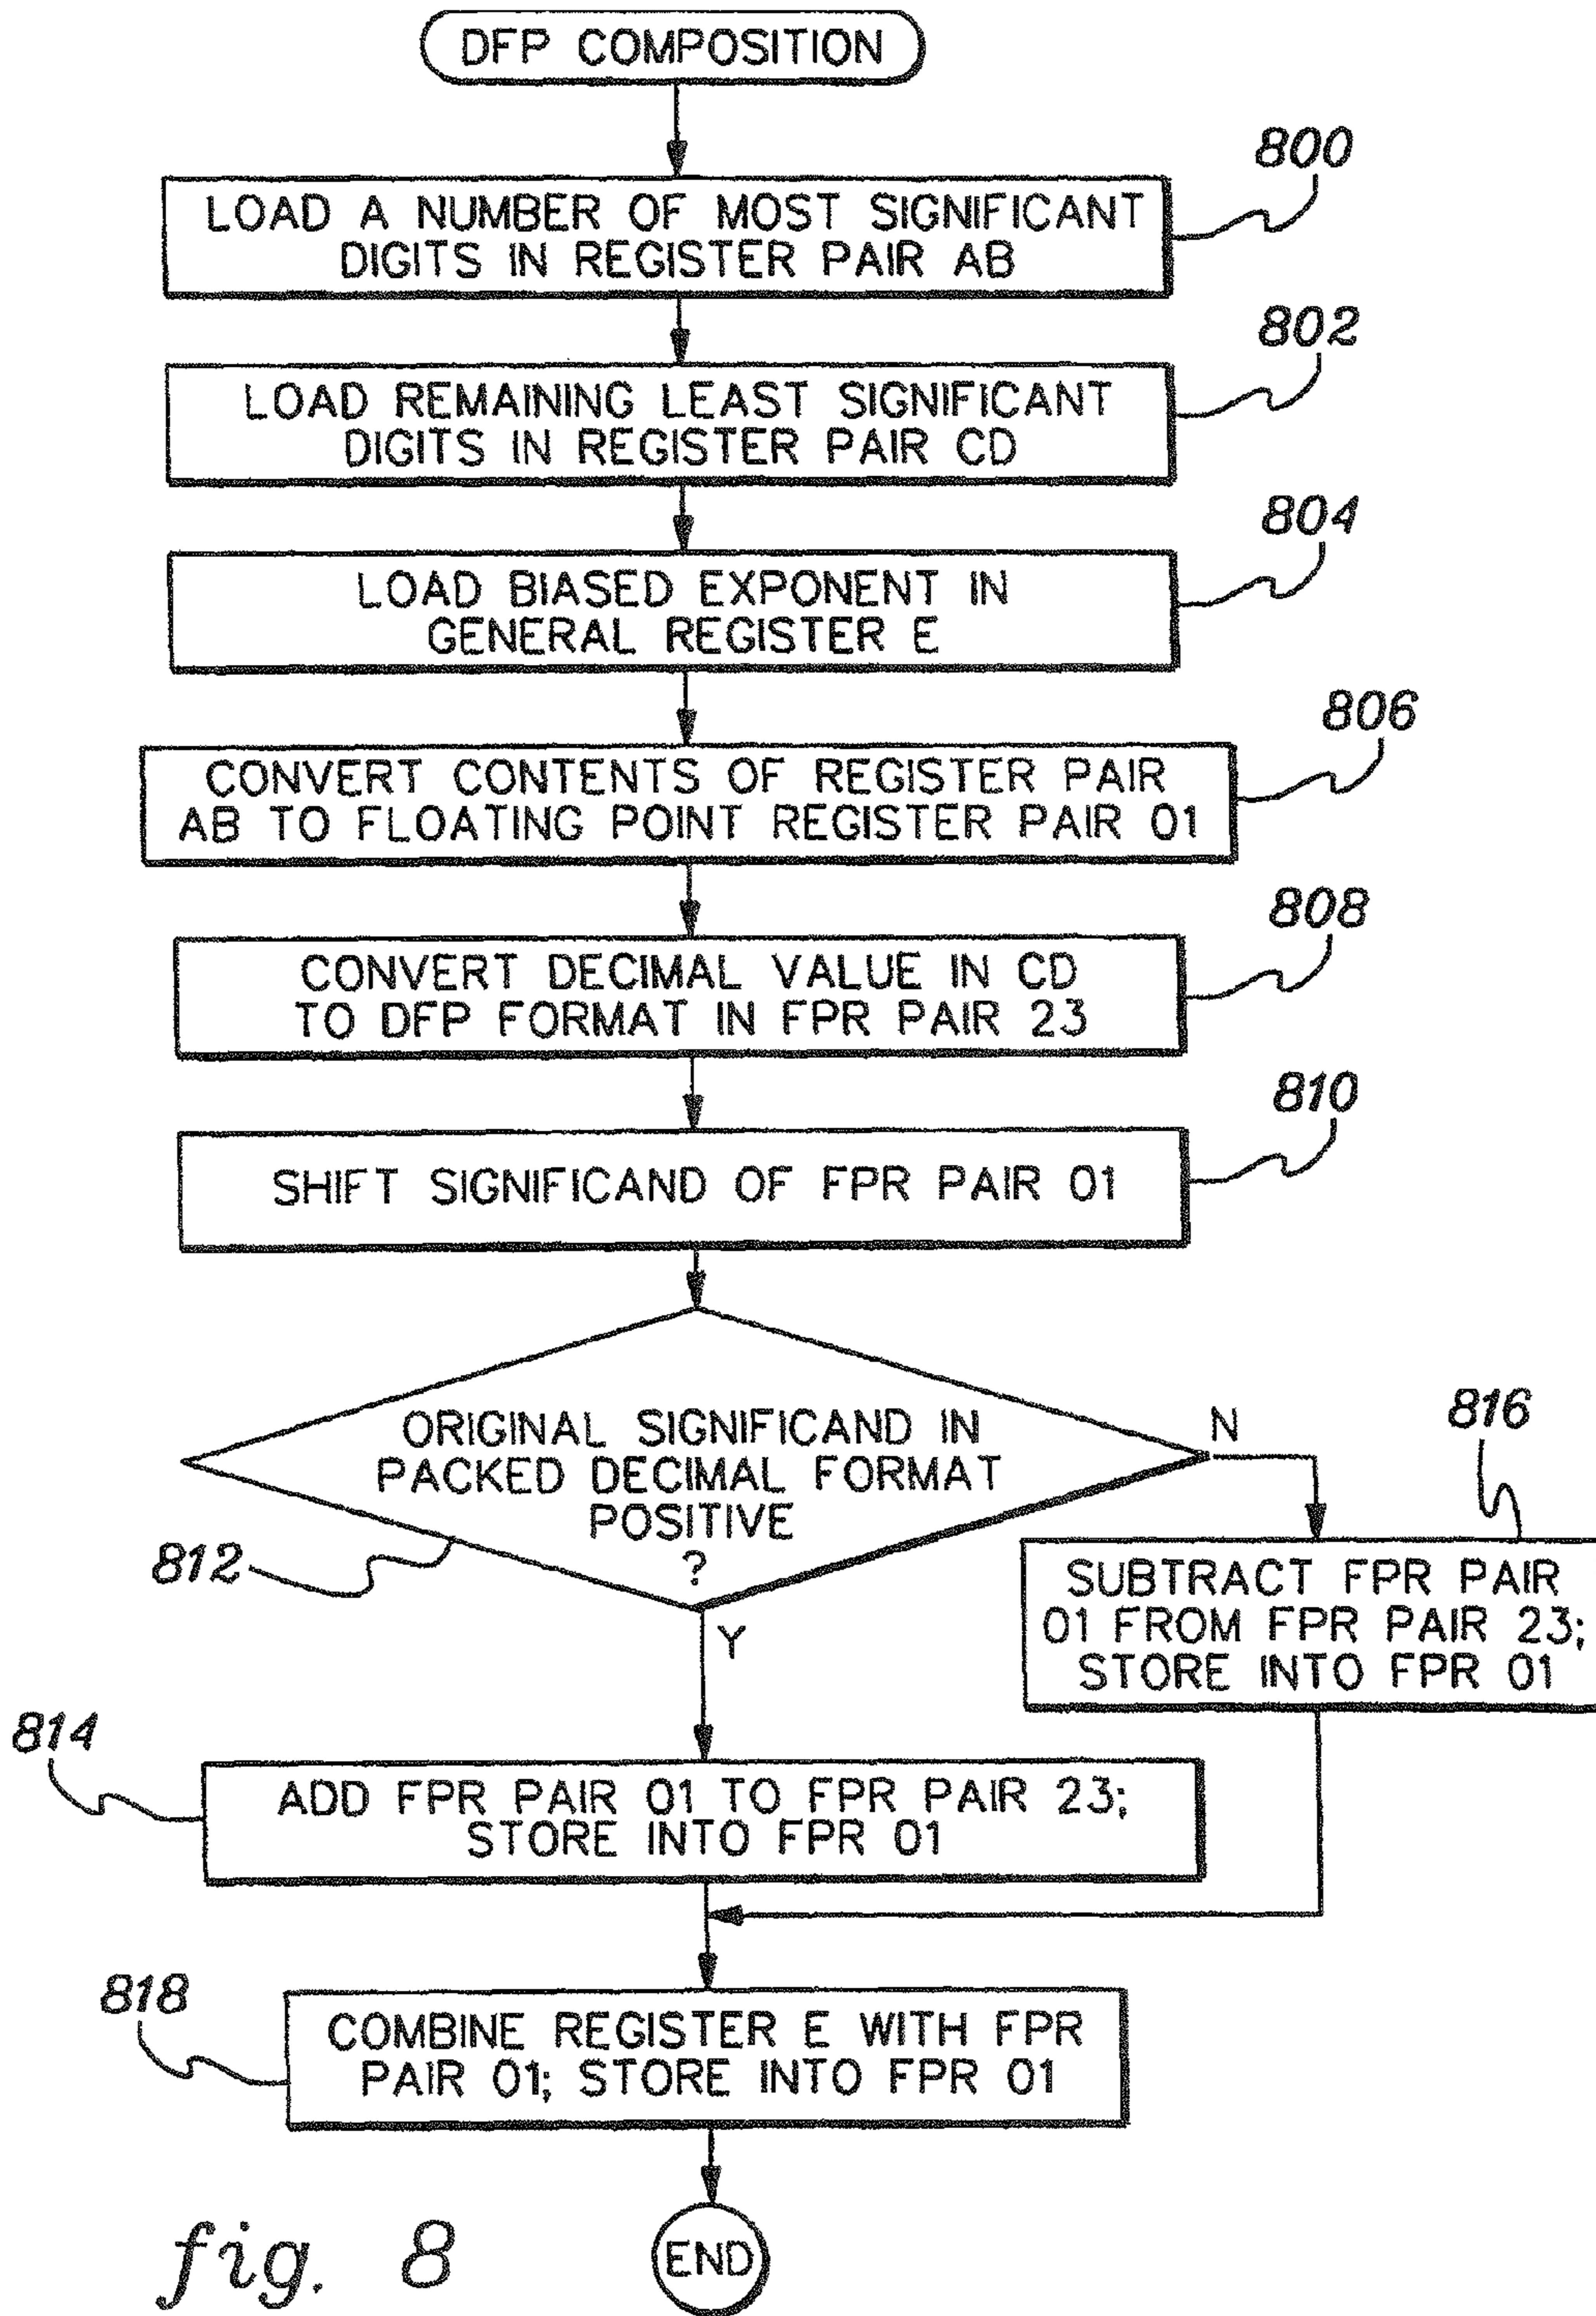 DFP COMPOSITION
800
LOAD A NUMBER OF MOST SIGNIFICANT
DIGITS IN REGISTER PAIR AB
802
LOAD REMAINING LEAST SIGNIFICANT
DIGITS IN REGISTER PAIR CD
804
LOAD BIASED EXPONENT IN
GENERAL REGISTER E
806
CONVERT CONTENTS OF REGISTER PAIR
AB TO FLOATING POINT REGISTER PAIR 01
808
CONVERT DECIMAL VALUE IN CD
TO DFP FORMAT IN FPR PAIR 23
810
SHIFT SIGNIFICAND OF FPR PAIR 01
ORIGINAL SIGNIFICAND IN
PACKED DECIMAL FORMAT
POSITIVE
?
812
N
816
SUBTRACT FPR PAIR
01 FROM FPR PAIR 23;
STORE INTO FPR 01
Y
814
ADD FPR PAIR 01 TO FPR PAIR 23;
STORE INTO FPR 01
818
COMBINE REGISTER E WITH FPR
PAIR 01; STORE INTO FPR 01
END
fig. 8